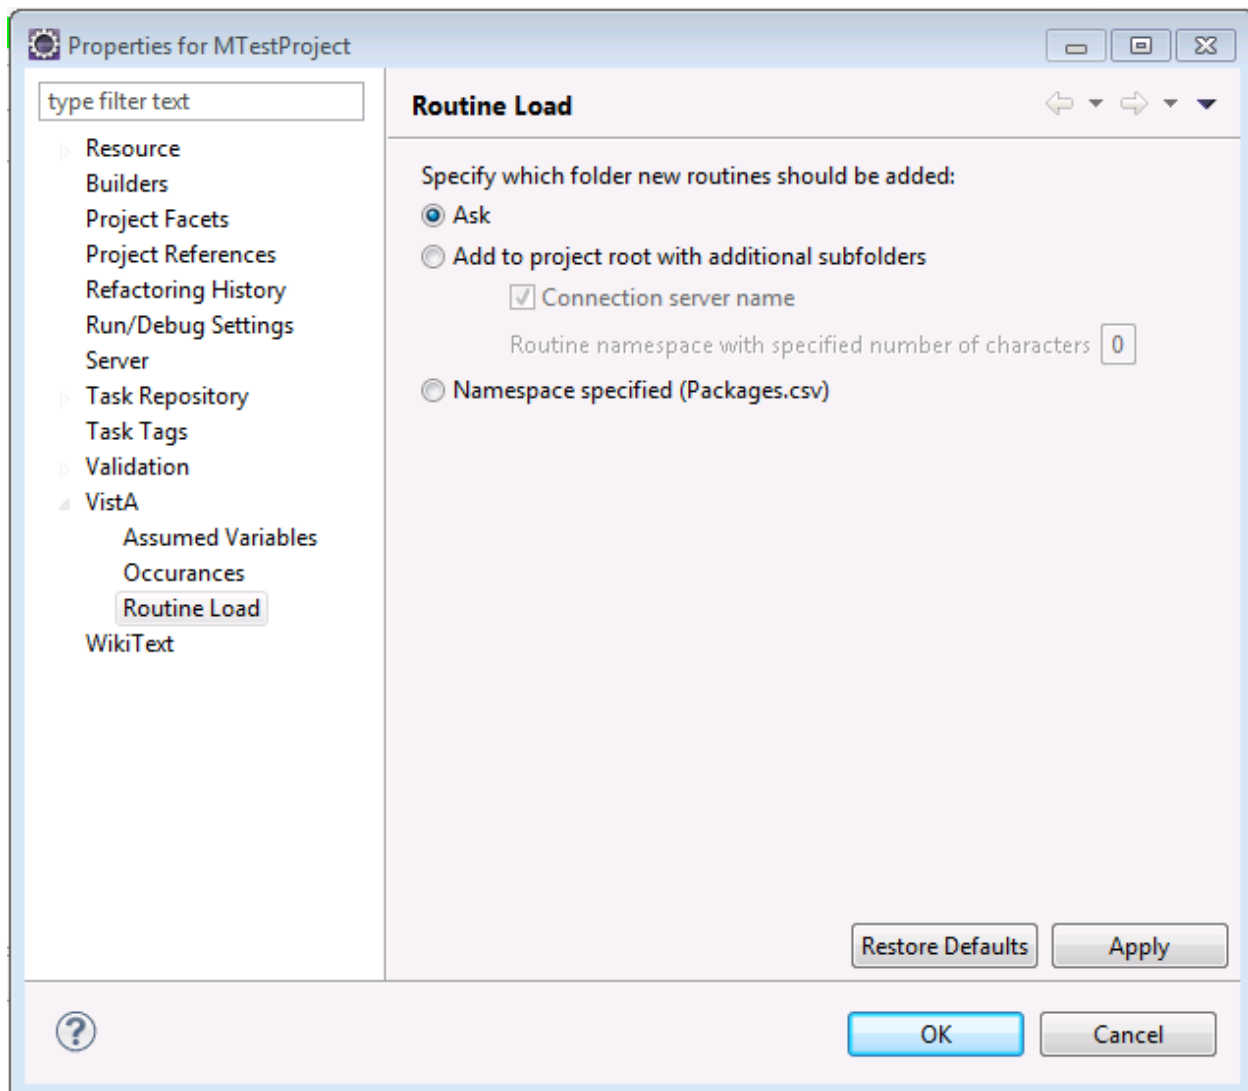 Properties for MTestProject
type filter text
Resource
Builders
Project Facets
Project References
Refactoring History
Run/Debug Settings
Server
Task Repository
Task Tags
Validation
VistA
Assumed Variables
Occurances
Routine Load
WikiText
Routine Load
Specify which folder new routines should be added:
Ask
Add to project root with additional subfolders
Connection server name
Routine namespace with specified number of characters 0
Namespace specified (Packages.csv)
Restore Defaults Apply
? OK Cancel